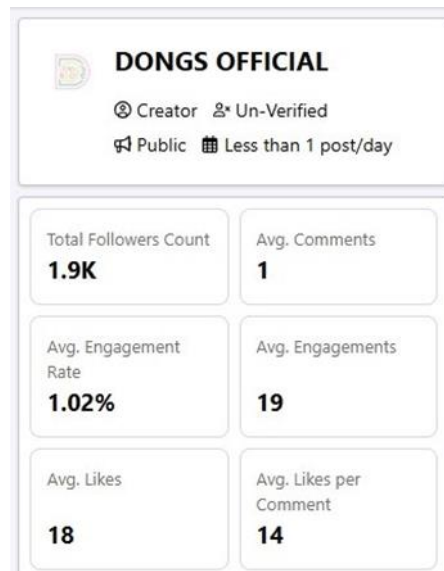 DONGS OFFICIAL
Creator Un-Verified
Public Less than 1 post/day
Total Followers Count
1.9K
Avg. Comments
1
Avg. Engagement
Rate
1.02%
Avg. Engagements
19
Avg. Likes
18
Avg. Likes per
Comment
14